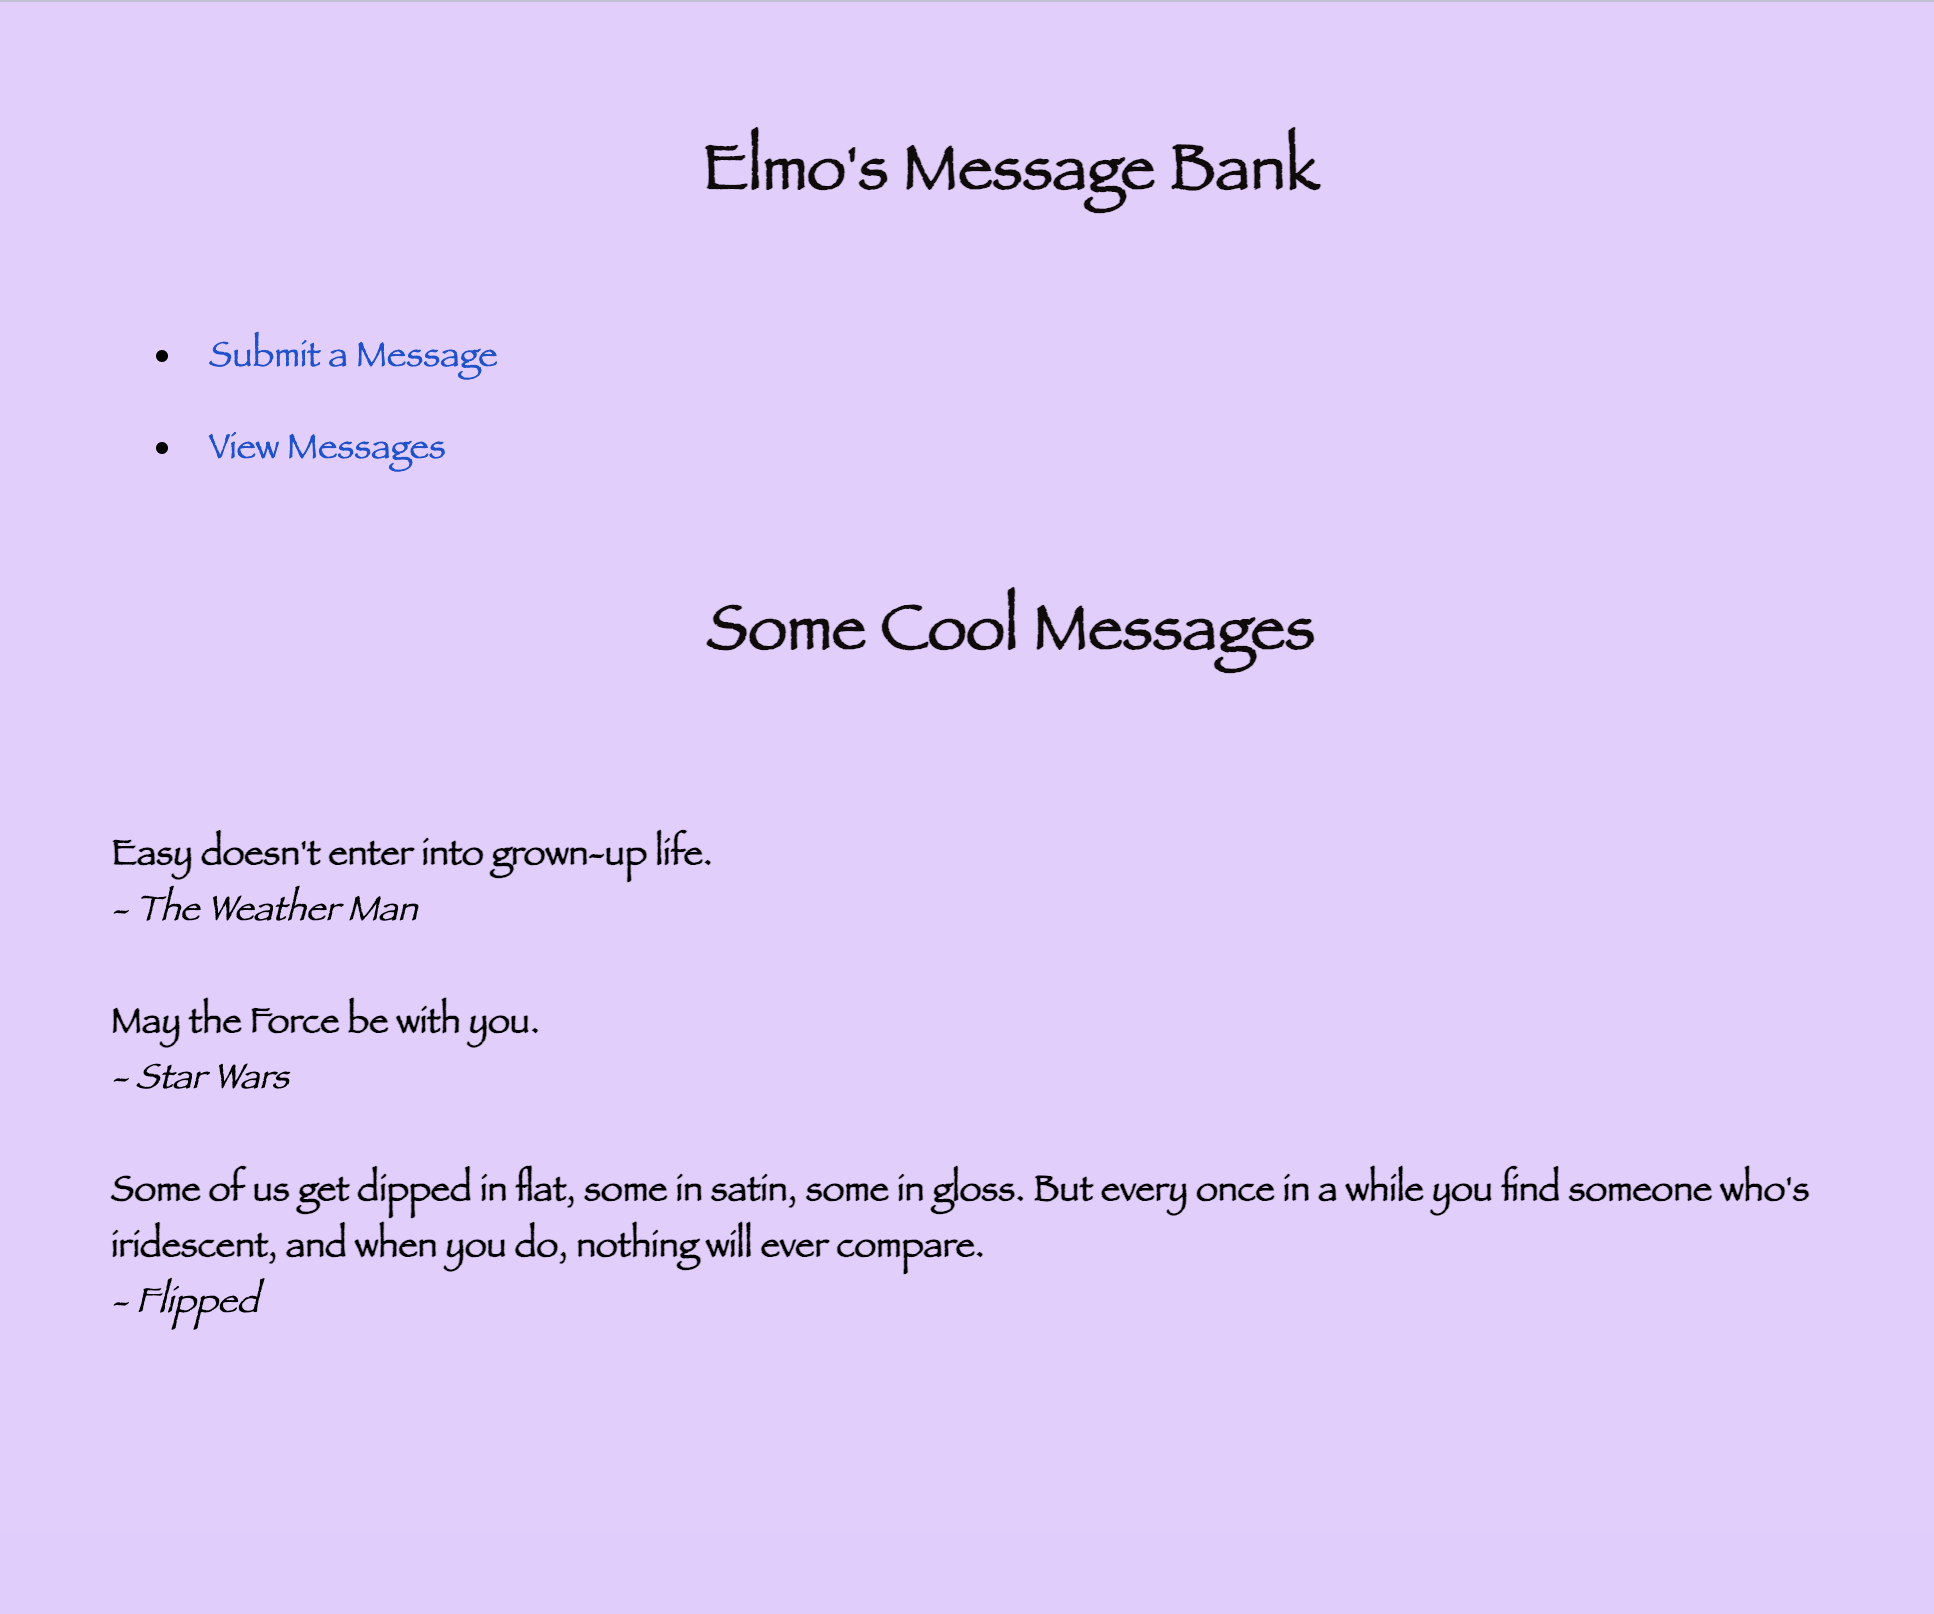 Elmo's Message Bank
Submit a Message
View Messages
Some Cool Messages
Easy doesn't enter into grown-up life.
- The Weather Man
May the Force be with you.
- Star Wars
Some of us get dipped in flat, some in satin, some in gloss. But every once in a while you find someone who's
iridescent, and when you do, nothing will ever compare.
- Flipped